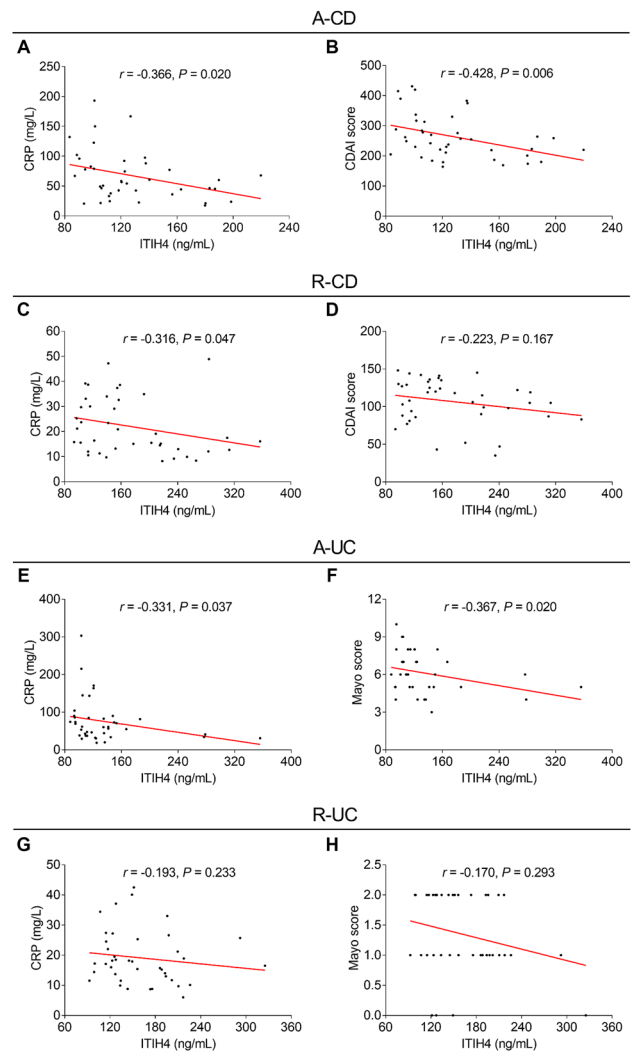 A-CD
A
r = -0.366, P = 0.020
CRP (mg/L)
250
200
150
100
50
0
80 120 160 200 240
ITIH4 (ng/mL)
B
r = -0.428, P = 0.006
CDAI score
500
400
300
200
100
0
80 120 160 200 240
ITIH4 (ng/mL)
R-CD
C
r = -0.316, P = 0.047
CRP (mg/L)
60
50
40
30
20
10
0
80 160 240 320 400
ITIH4 (ng/mL)
D
r = -0.223, P = 0.167
CDAI score
200
150
100
50
0
80 160 240 320 400
ITIH4 (ng/mL)
A-UC
E
r = -0.331, P = 0.037
CRP (mg/L)
400
300
200
100
0
80 160 240 320 400
ITIH4 (ng/mL)
F
r = -0.367, P = 0.020
Mayo score
12
9
6
3
0
80 160 240 320 400
ITIH4 (ng/mL)
R-UC
G
r = -0.193, P = 0.233
CRP (mg/L)
50
40
30
20
10
0
60 120 180 240 300 360
ITIH4 (ng/mL)
H
r = -0.170, P = 0.293
Mayo score
2.5
2.0
1.5
1.0
0.5
0.0
60 120 180 240 300 360
ITIH4 (ng/mL)